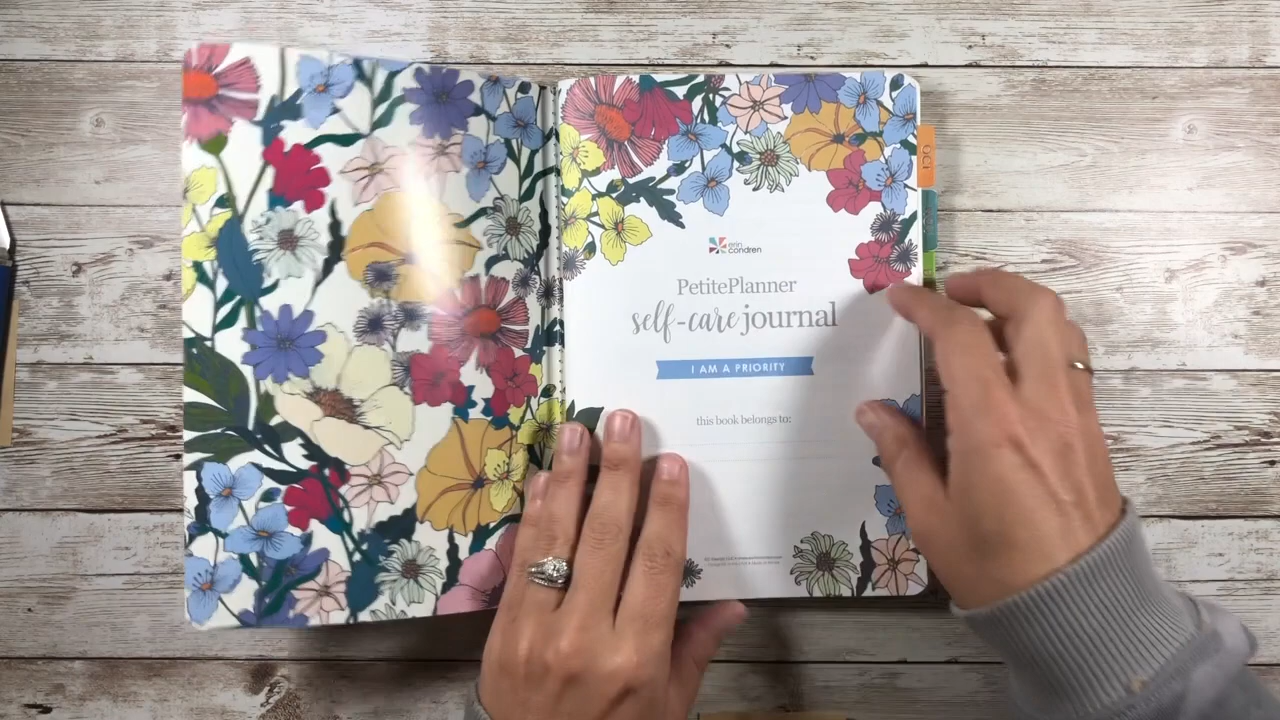 erin
condren
PetitePlanner
self-care journal
I AM A PRIORITY
this book belongs to: